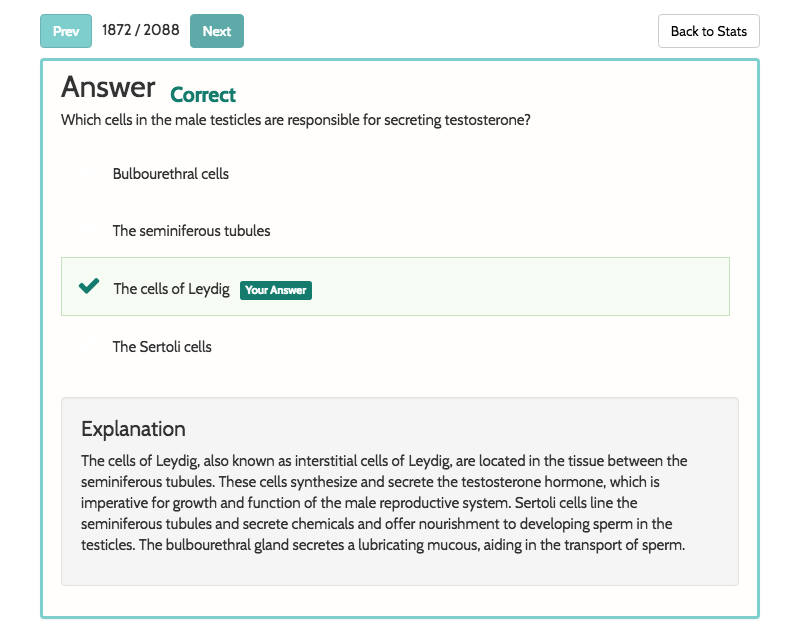 Prev 1872 / 2088 Next Back to Stats
Answer Correct
Which cells in the male testicles are responsible for secreting testosterone?
Bulbourethral cells
The seminiferous tubules
The cells of Leydig Your Answer
The Sertoli cells
Explanation
The cells of Leydig, also known as interstitial cells of Leydig, are located in the tissue between the
seminiferous tubules. These cells synthesize and secrete the testosterone hormone, which is
imperative for growth and function of the male reproductive system. Sertoli cells line the
seminiferous tubules and secrete chemicals and offer nourishment to developing sperm in the
testicles. The bulbourethral gland secretes a lubricating mucous, aiding in the transport of sperm.